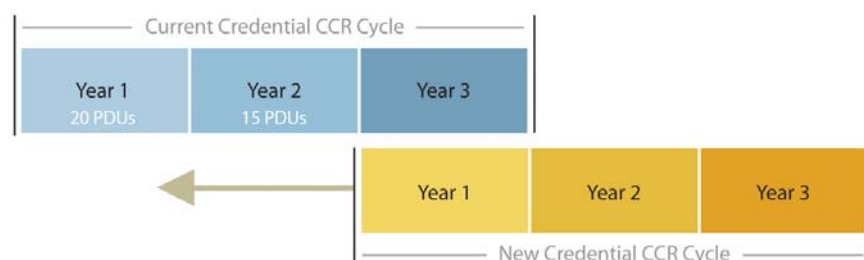 Current Credential CCR Cycle
Year 1
20 PDUs
Year 2
15 PDUs
Year 3
Year 1
Year 2
Year 3
New Credential CCR Cycle